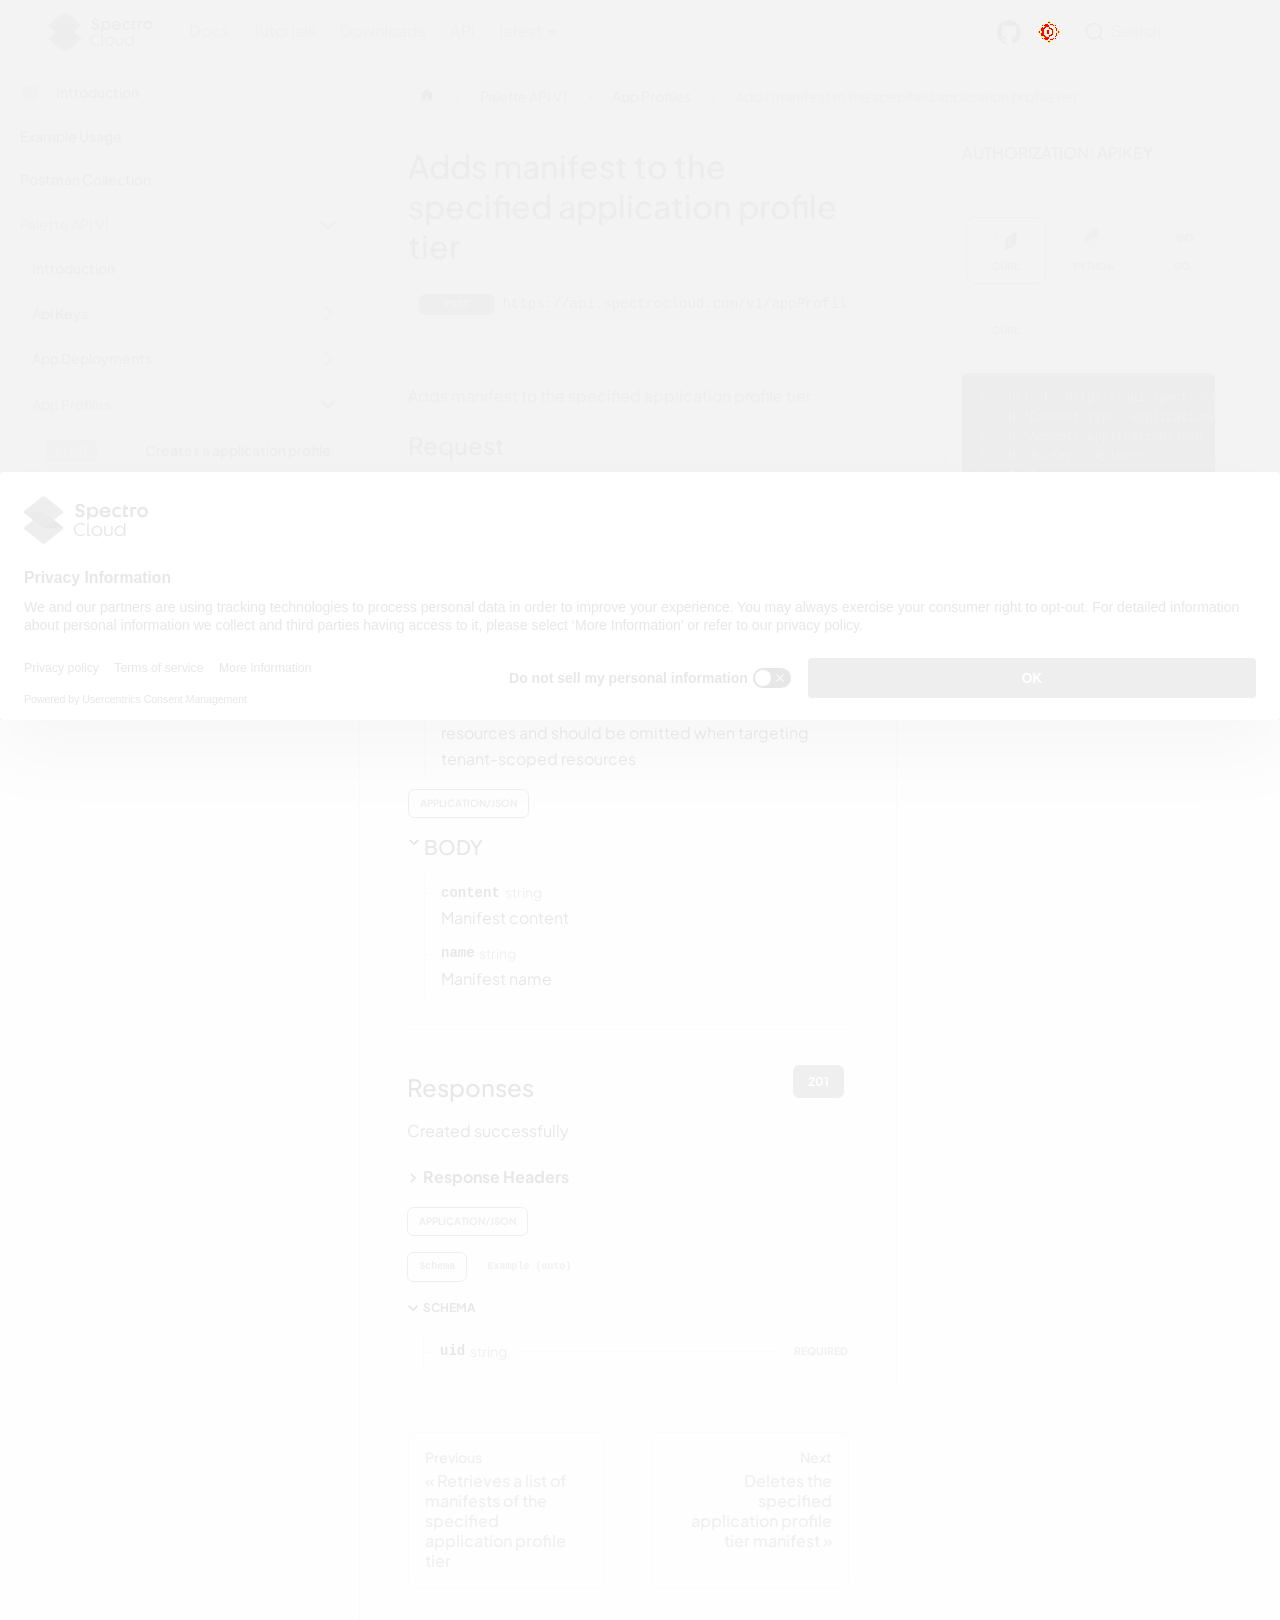 Spectro
Cloud
Docs
Tutorials
Downloads
API
latest
Search
Introduction
Example Usage
Postman Collection
Palette API V1
Introduction
Api Keys
App Deployments
App Profiles
Creates a application profile
Palette API V1
App Profiles
Adds manifest to the specified application profile tier
Adds manifest to the
specified application profile
tier
POST
https://api.spectrocloud.com/v1/appProfil
Adds manifest to the specified application profile tier
Request
AUTHORIZATION: APIKEY
CURL
PYTHON
GO
CURL
Spectro
Cloud
Privacy Information
We and our partners are using tracking technologies to process personal data in order to improve your experience. You may always exercise your consumer right to opt-out. For detailed information
about personal information we collect and third parties having access to it, please select ‘More Information’ or refer to our privacy policy.
Privacy policy
Terms of service
More Information
Powered by Usercentrics Consent Management
Do not sell my personal information
OK
resources and should be omitted when targeting
tenant-scoped resources
APPLICATION/JSON
BODY
content string
Manifest content
name string
Manifest name
Responses
201
Created successfully
Response Headers
APPLICATION/JSON
Schema
Example (auto)
SCHEMA
uid string
REQUIRED
Previous
« Retrieves a list of
manifests of the
specified
application profile
tier
Next
Deletes the
specified
application profile
tier manifest »